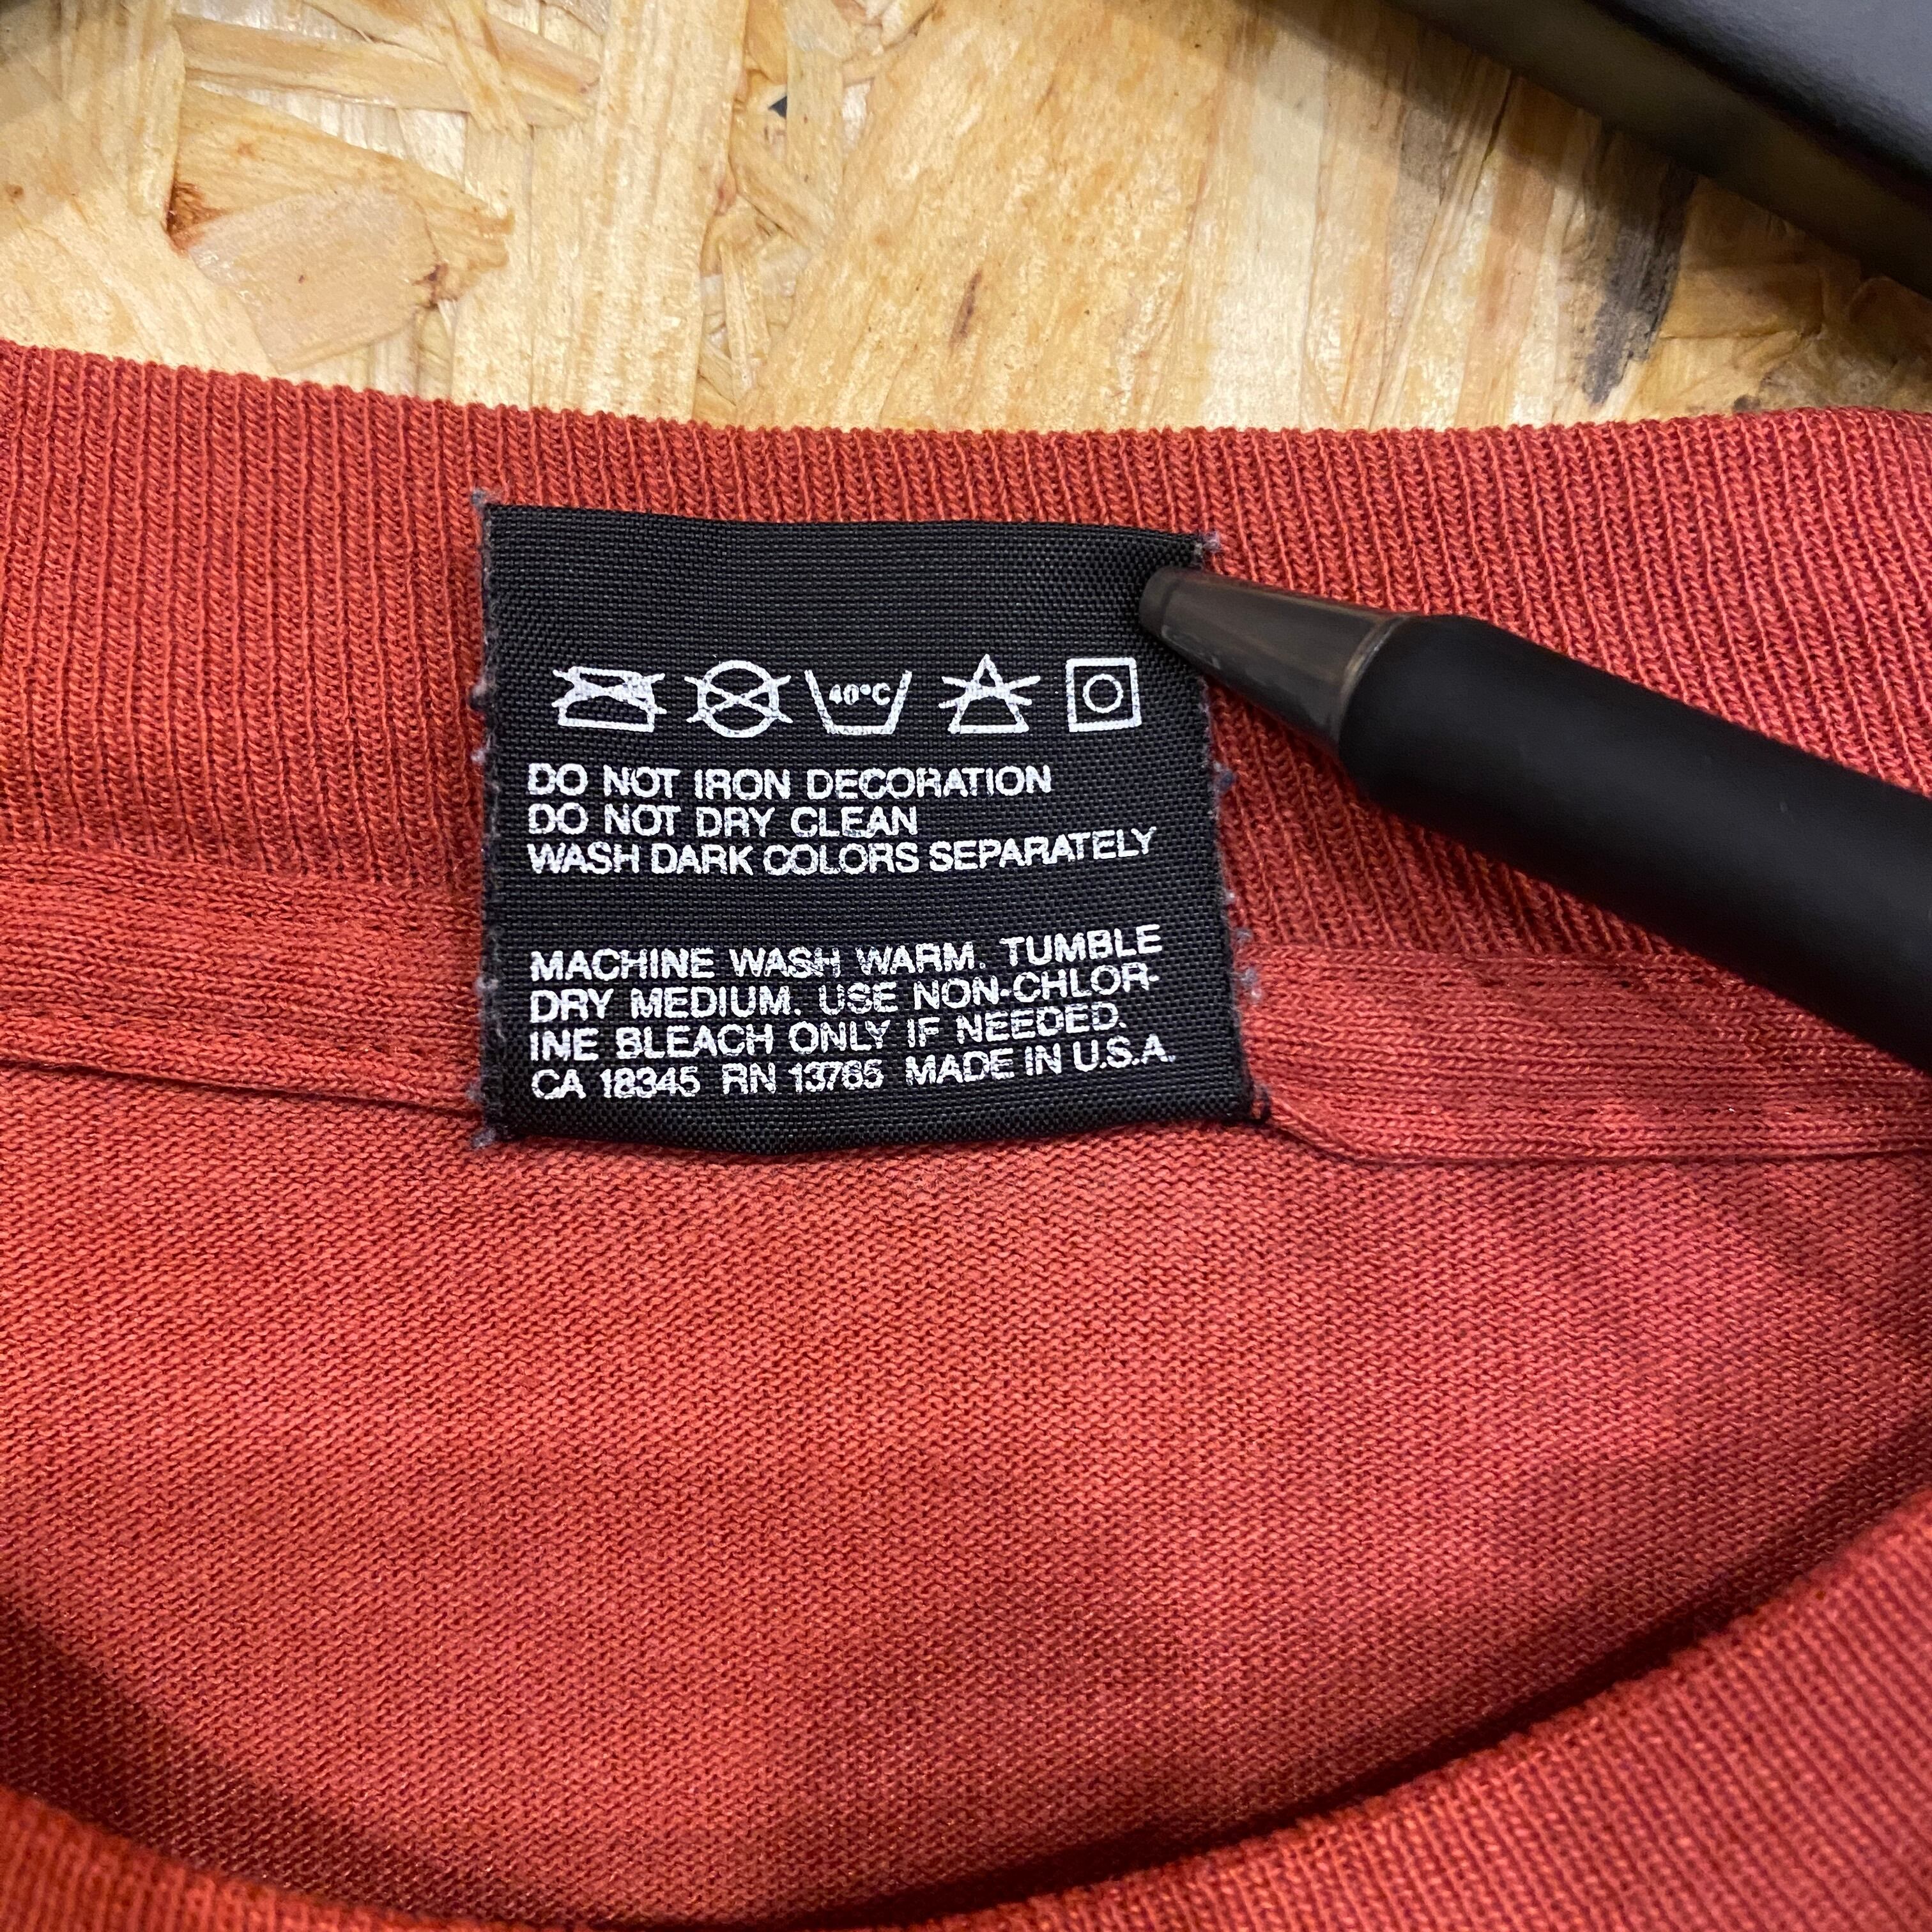 40°C
DO NOT IRON DECORATION
DO NOT DRY CLEAN
WASH DARK COLORS SEPARATELY
MACHINE WASH WARM. TUMBLE
DRY MEDIUM. USE NON-CHLOR-
INE BLEACH ONLY IF NEEDED.
CA 18345 RN 13765 MADE IN U.S.A.